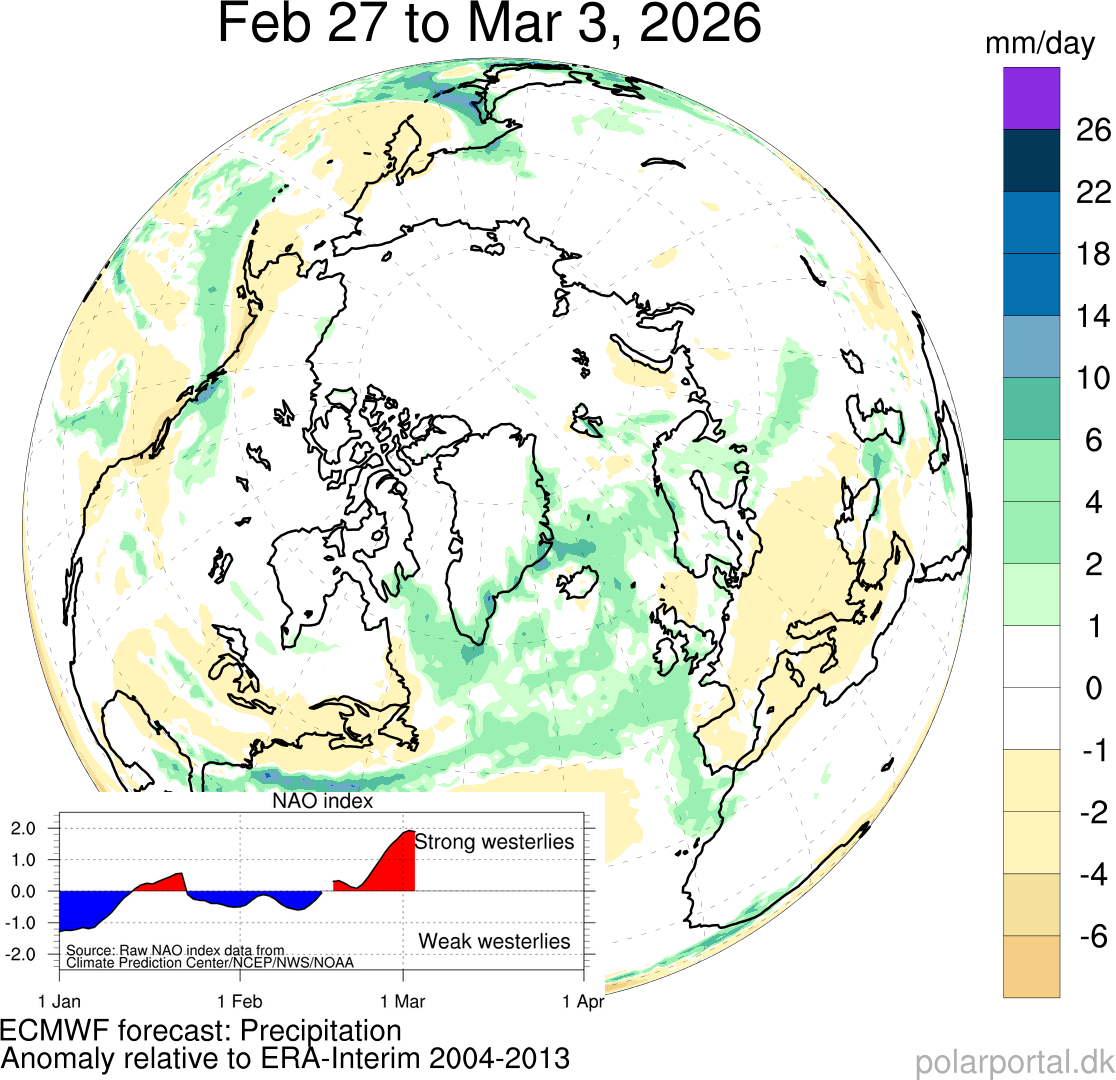 Feb 27 to Mar 3, 2026
mm/day
26
22
18
14
10
6
4
2
1
0
-1
-2
-4
-6
NAO index
2.0
1.0
0.0
-1.0
-2.0
Strong westerlies
Weak westerlies
Source: Raw NAO index data from
Climate Prediction Center/NCEP/NWS/NOAA
1 Jan
1 Feb
1 Mar
1 Apr
ECMWF forecast: Precipitation
Anomaly relative to ERA-Interim 2004-2013
polarportal.dk